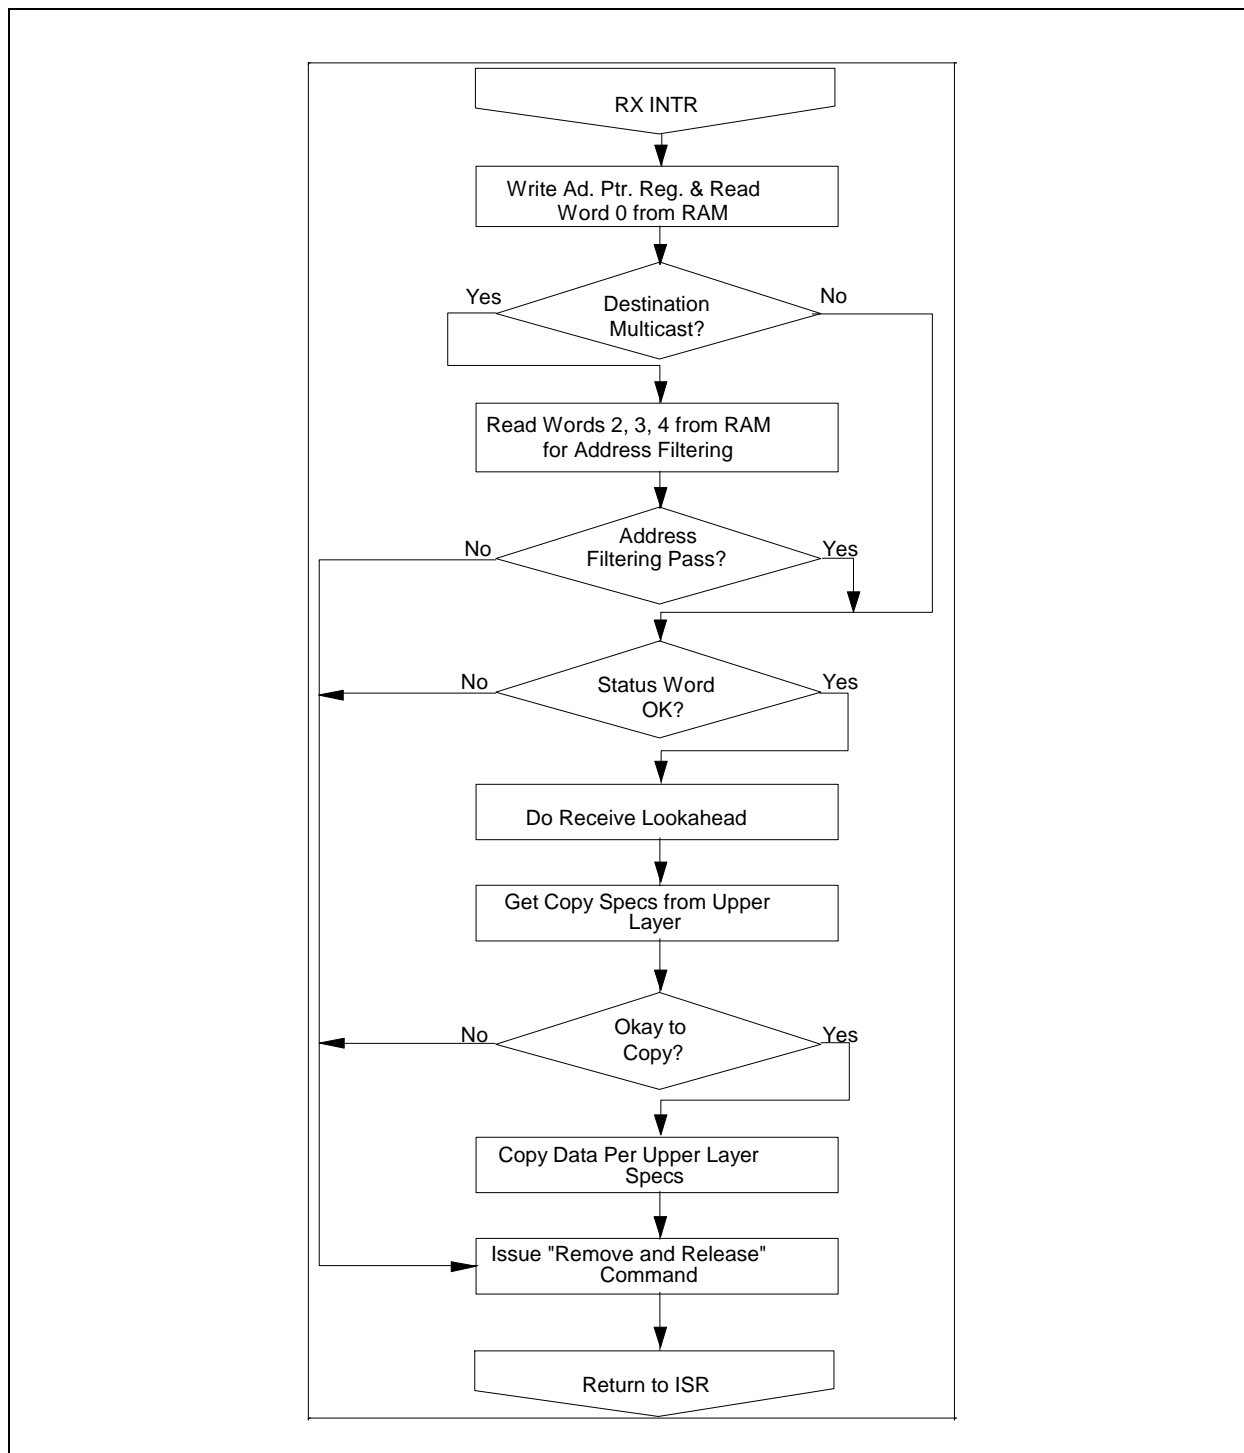 RX INTR
Write Ad. Ptr. Reg. & Read
Word 0 from RAM
Yes
No
Destination
Multicast?
Read Words 2, 3, 4 from RAM
for Address Filtering
No
Address
Yes
Filtering Pass?
No
Status Word
Yes
OK?
Do Receive Lookahead
Get Copy Specs from Upper
Layer
No
Okay to
Yes
Copy?
Copy Data Per Upper Layer
Specs
Issue "Remove and Release"
Command
Return to ISR